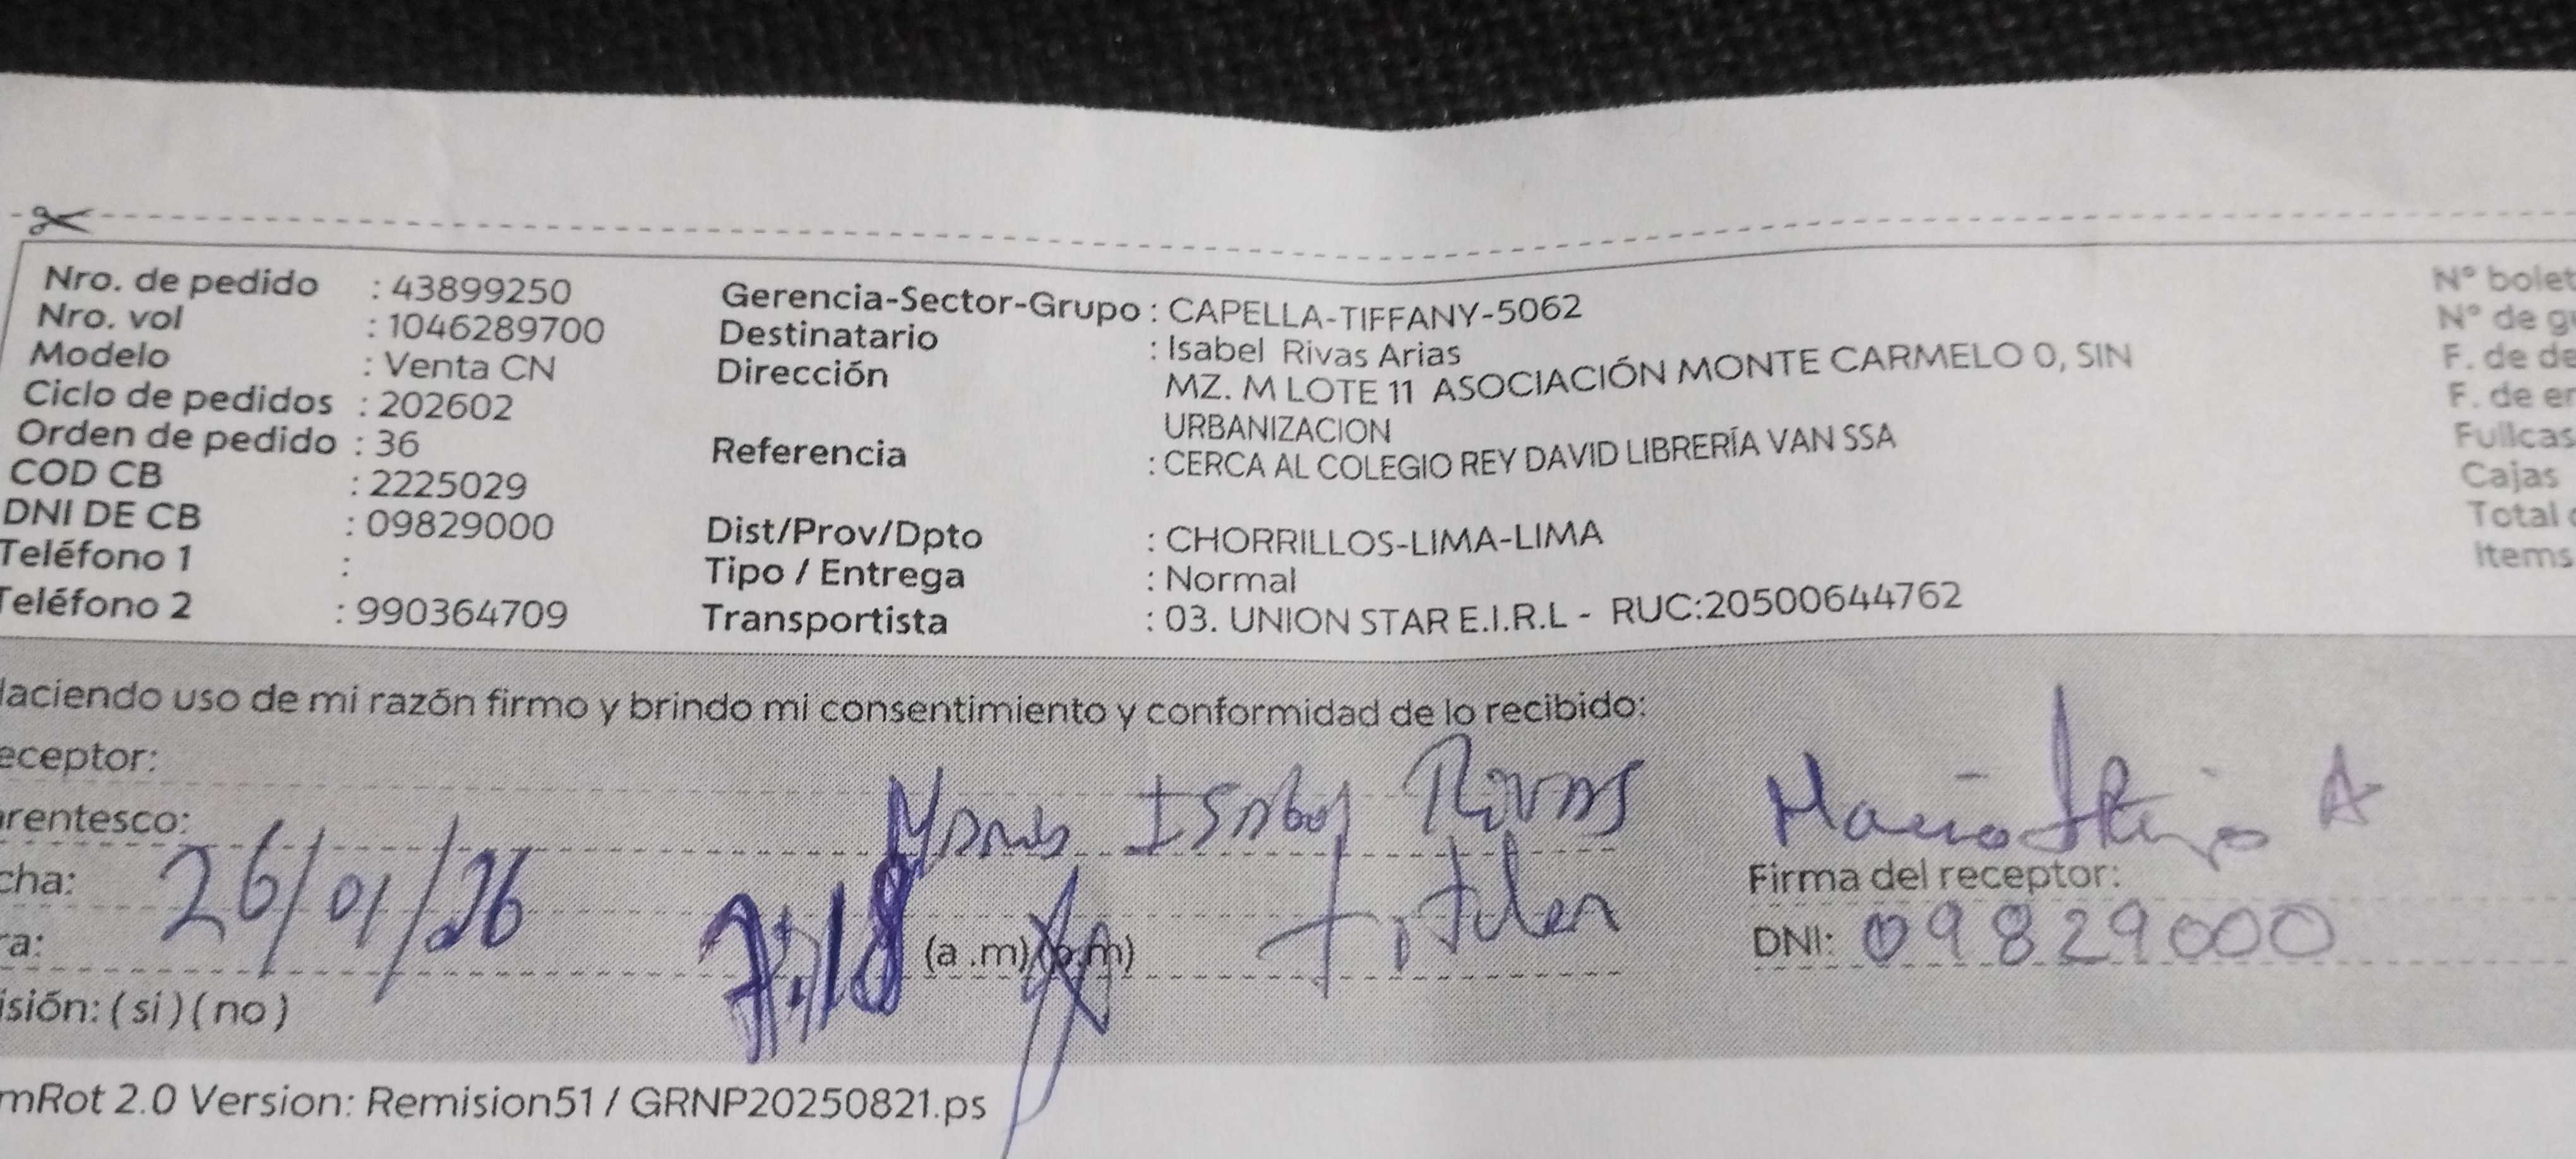 Nro. de pedido : 43899250
Nro. vol : 1046289700
Modelo : Venta CN
Ciclo de pedidos : 202602
Orden de pedido : 36
COD CB : 2225029
DNI DE CB : 09829000
Teléfono 1 :
Teléfono 2 : 990364709
Gerencia-Sector-Grupo : CAPELLA-TIFFANY-5062
Destinatario : Isabel Rivas Arias
Dirección MZ. M LOTE 11 ASOCIACIÓN MONTE CARMELO 0, SIN
URBANIZACION
Referencia : CERCA AL COLEGIO REY DAVID LIBRERÍA VAN SSA
Dist/Prov/Dpto : CHORRILLOS-LIMA-LIMA
Tipo / Entrega : Normal
Transportista : 03. UNION STAR E.I.R.L - RUC:20500644762
N° bolet
N° de g
F. de de
F. de er
Fullcas
Cajas
Total
Items
aciendo uso de mi razón firmo y brindo mi consentimiento y conformidad de lo recibido:
eceptor:
Isabel Rivas
rentesco:
cha: 26/01/26
Firma del receptor:
ra: 7:18 (a .m) (p.m)
DNI: 09829000
isión: ( si ) ( no )
mRot 2.0 Version: Remision51 / GRNP20250821.ps